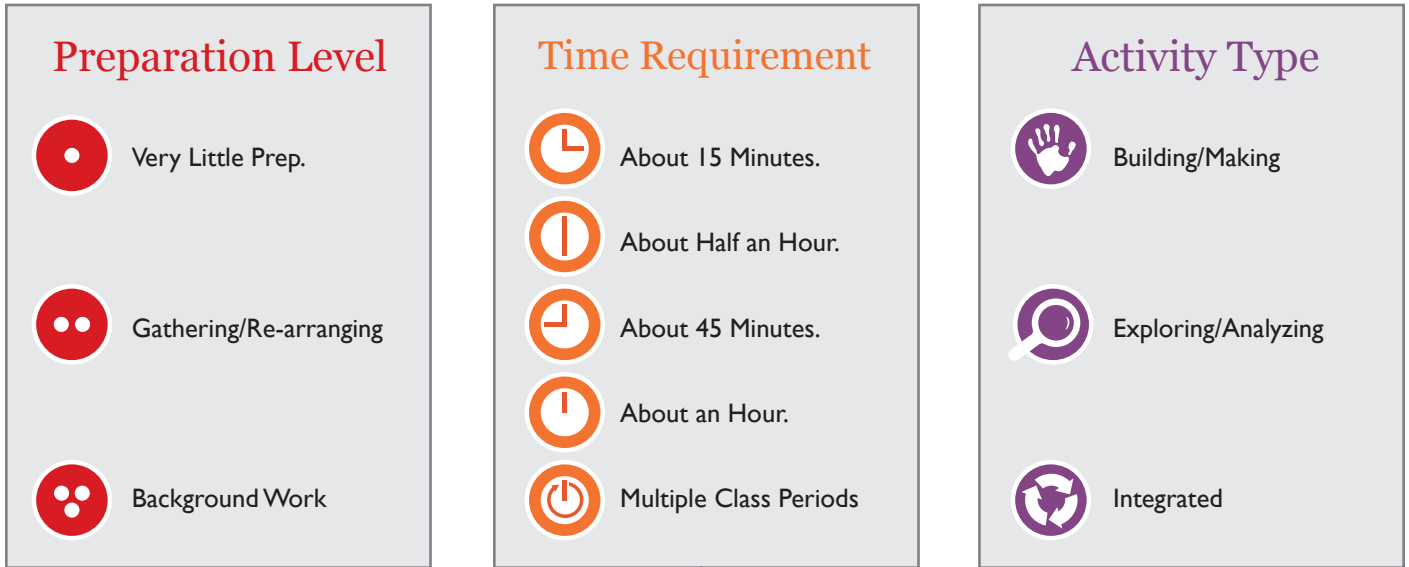 Preparation Level
Very Little Prep.
Gathering/Re-arranging
Background Work
Time Requirement
About 15 Minutes.
About Half an Hour.
About 45 Minutes.
About an Hour.
Multiple Class Periods
Activity Type
Building/Making
Exploring/Analyzing
Integrated